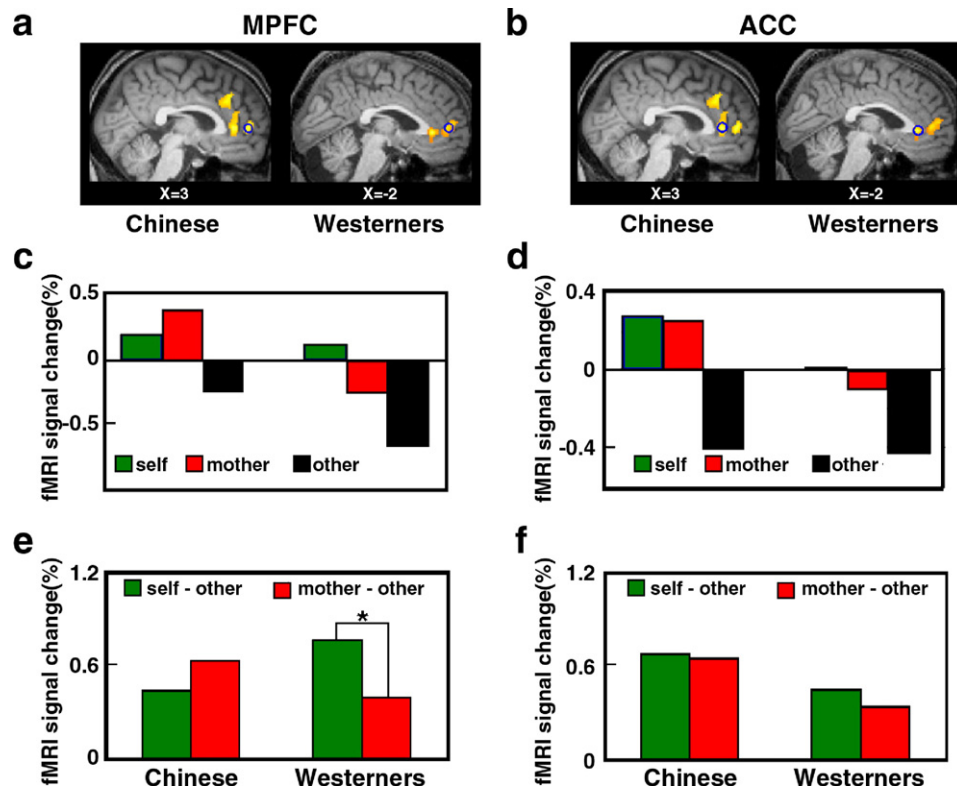 a
MPFC
X=3
X=-2
Chinese
Westerners
b
ACC
X=3
X=-2
Chinese
Westerners
c
fMRI signal change(%)
0.5
0
-0.5
self
mother
other
d
fMRI signal change(%)
0.4
0
-0.4
self
mother
other
e
fMRI signal change(%)
1.2
0.6
0
self - other
mother - other
*
Chinese
Westerners
f
fMRI signal change(%)
1.2
0.6
0
self - other
mother - other
Chinese
Westerners